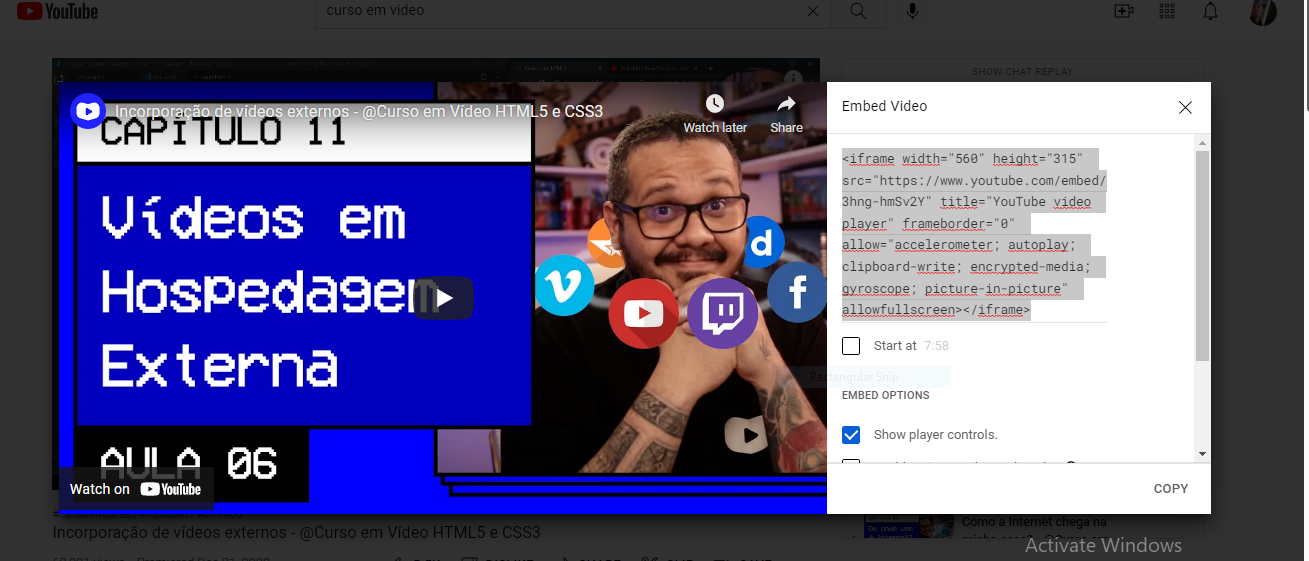 YouTube
curso em video
SHOW CHAT REPLAY
Incorporação de vídeos externos - @Curso em Vídeo HTML5 e CSS3
Watch later
Share
CAPÍTULO 11
Vídeos em
Hospedagem
Externa
AULA 06
Watch on YouTube
Embed Video
<iframe width="560" height="315"
src="https://www.youtube.com/embed/
3hng-hmSv2Y" title="YouTube video
player" frameborder="0"
allow="accelerometer; autoplay;
clipboard-write; encrypted-media;
gyroscope; picture-in-picture"
allowfullscreen></iframe>
Start at 7:58
Rectangular Snip
EMBED OPTIONS
Show player controls.
COPY
Incorporação de vídeos externos - @Curso em Vídeo HTML5 e CSS3
Como a Internet chega na
Activate Windows